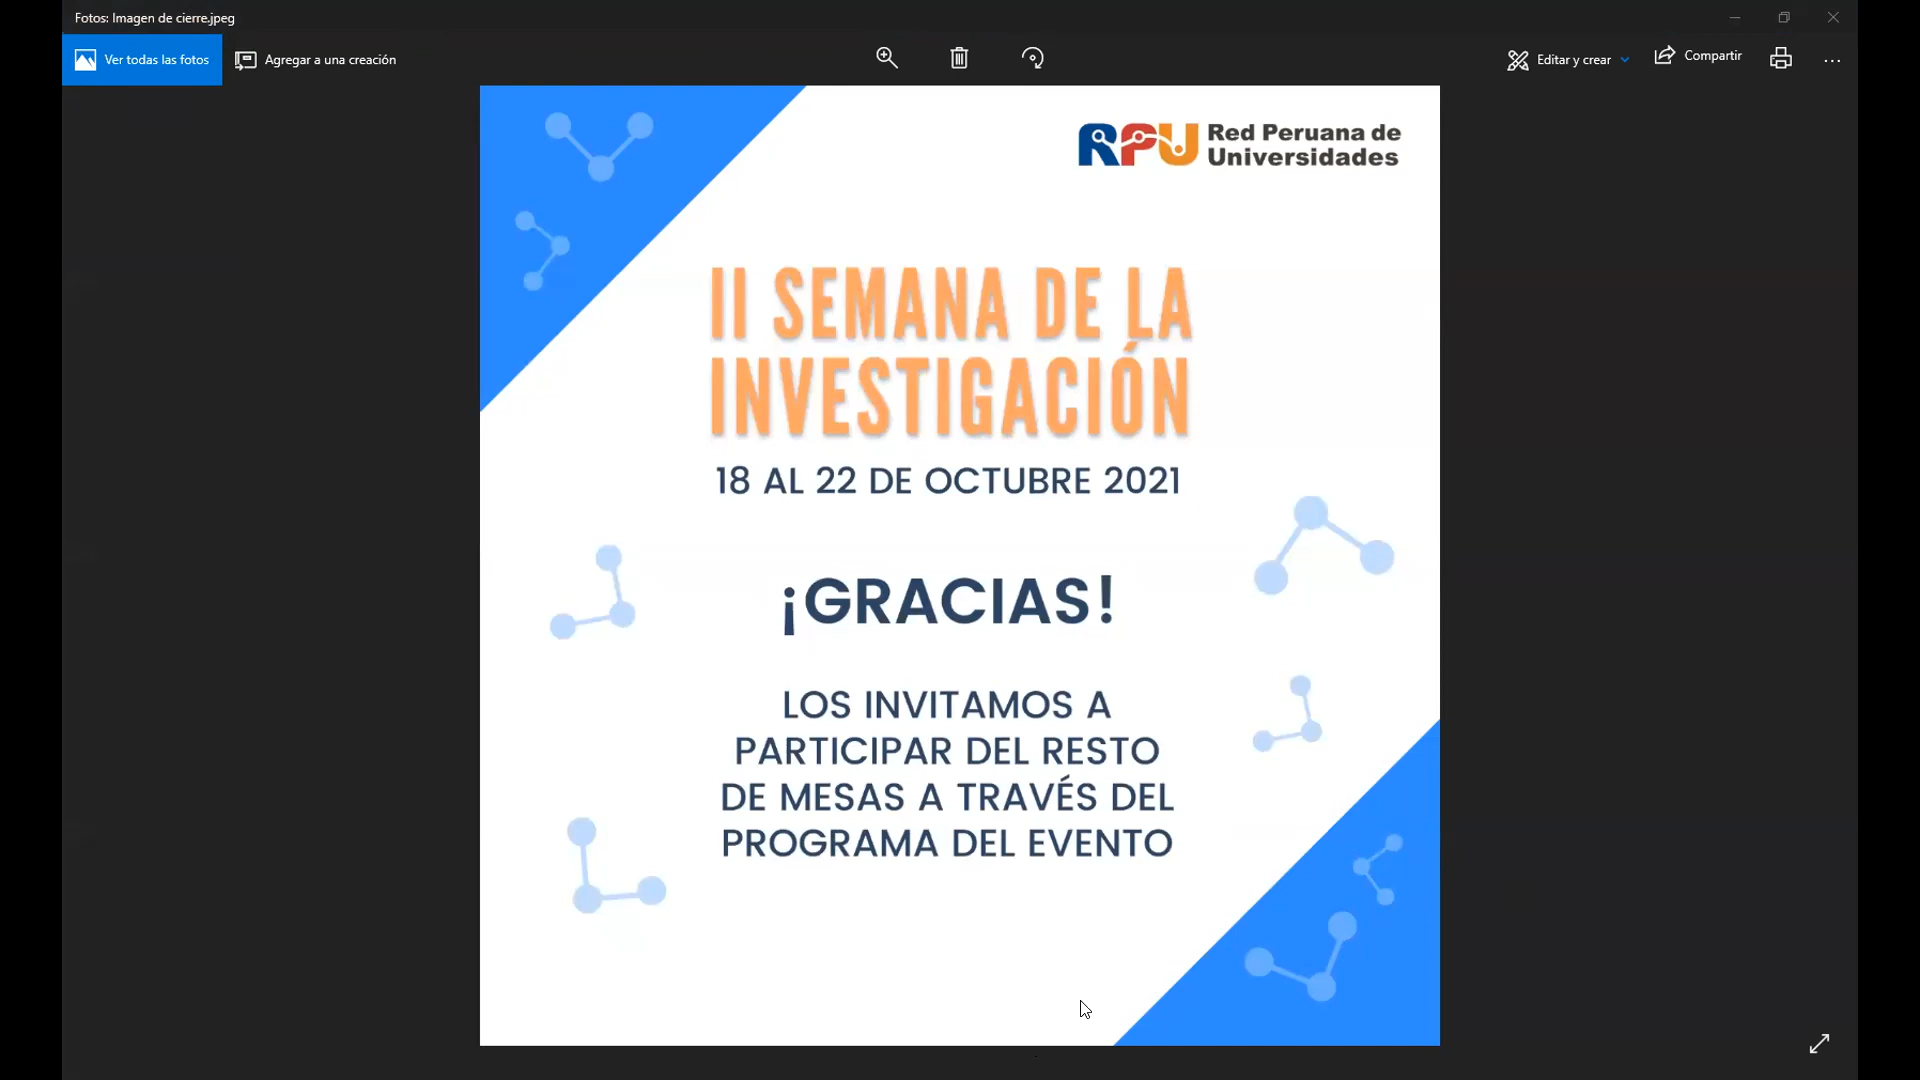 Fotos: Imagen de cierre.jpeg
Ver todas las fotos
Agregar a una creación
Editar y crear
Compartir
RPU Red Peruana de
Universidades
II SEMANA DE LA
INVESTIGACIÓN
18 AL 22 DE OCTUBRE 2021
¡GRACIAS!
LOS INVITAMOS A
PARTICIPAR DEL RESTO
DE MESAS A TRAVÉS DEL
PROGRAMA DEL EVENTO